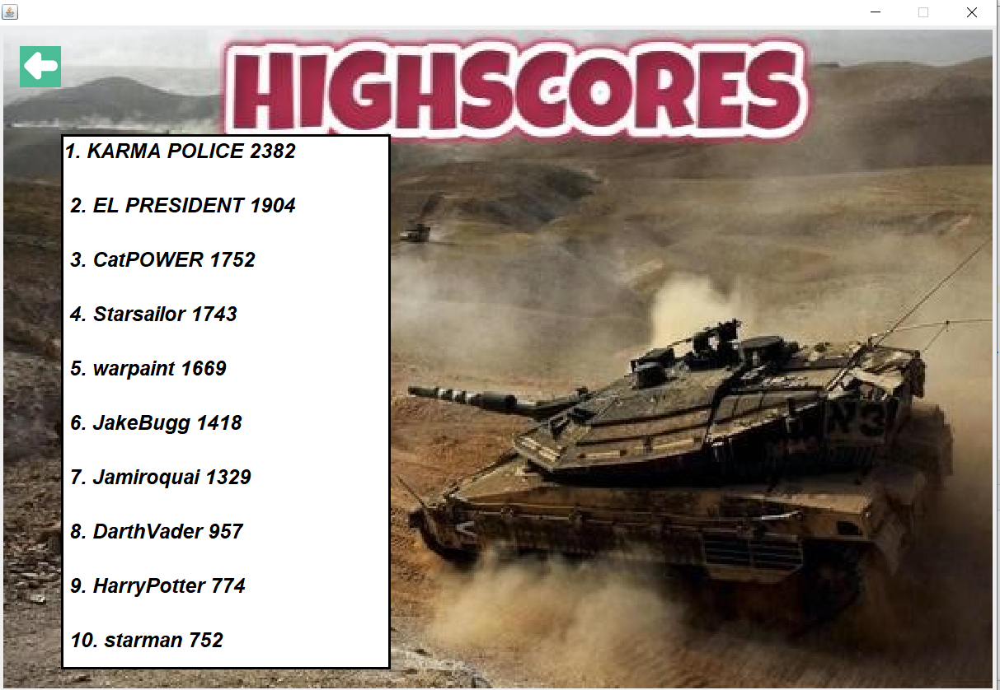 HIGHSCORES
1. KARMA POLICE 2382
2. EL PRESIDENT 1904
3. CatPOWER 1752
4. Starsailor 1743
5. warpaint 1669
6. JakeBugg 1418
7. Jamiroquai 1329
8. DarthVader 957
9. HarryPotter 774
10. starman 752